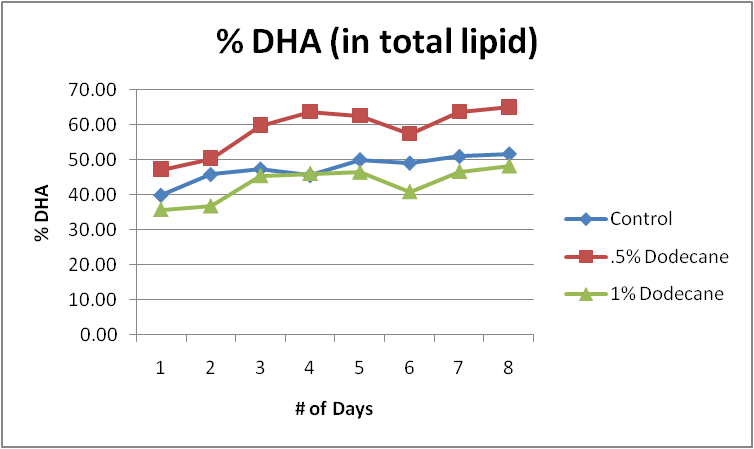 % DHA (in total lipid)
70.00
60.00
50.00
40.00
30.00
20.00
10.00
0.00
% DHA
1 2 3 4 5 6 7 8
# of Days
Control
.5% Dodecane
1% Dodecane